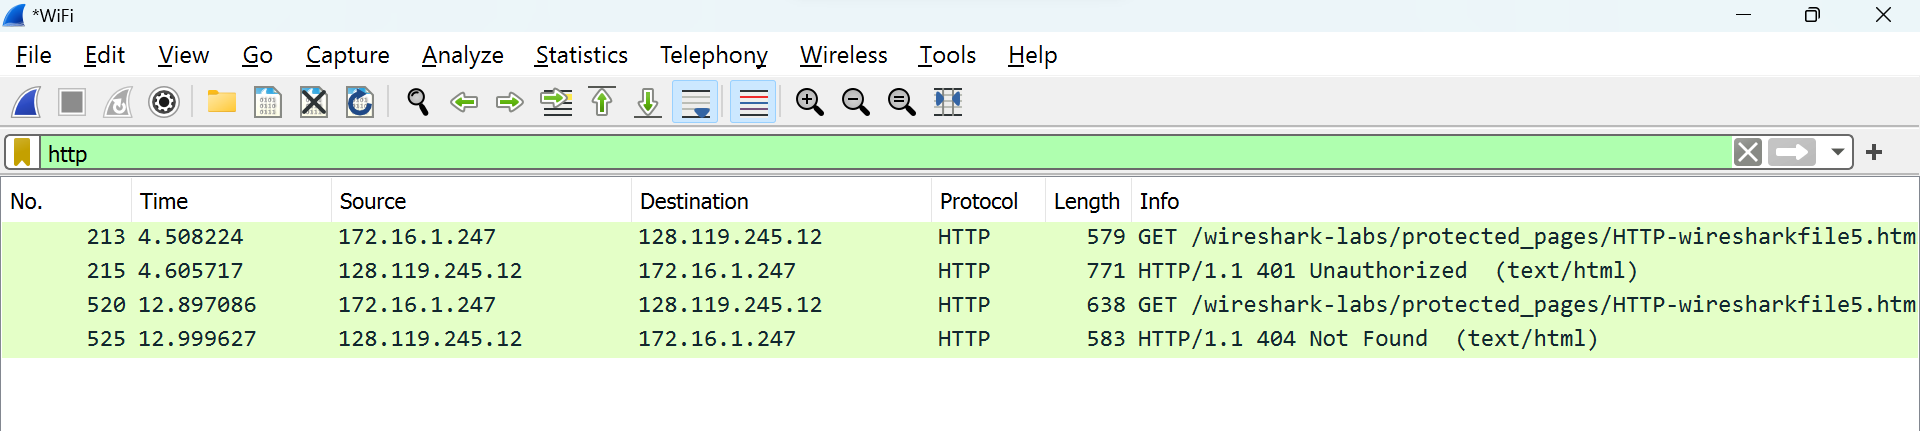 *WiFi
File Edit View Go Capture Analyze Statistics Telephony Wireless Tools Help
http
No. Time Source Destination Protocol Length Info
213 4.508224 172.16.1.247 128.119.245.12 HTTP 579 GET /wireshark-labs/protected_pages/HTTP-wiresharkfile5.htm
215 4.605717 128.119.245.12 172.16.1.247 HTTP 771 HTTP/1.1 401 Unauthorized (text/html)
520 12.897086 172.16.1.247 128.119.245.12 HTTP 638 GET /wireshark-labs/protected_pages/HTTP-wiresharkfile5.htm
525 12.999627 128.119.245.12 172.16.1.247 HTTP 583 HTTP/1.1 404 Not Found (text/html)